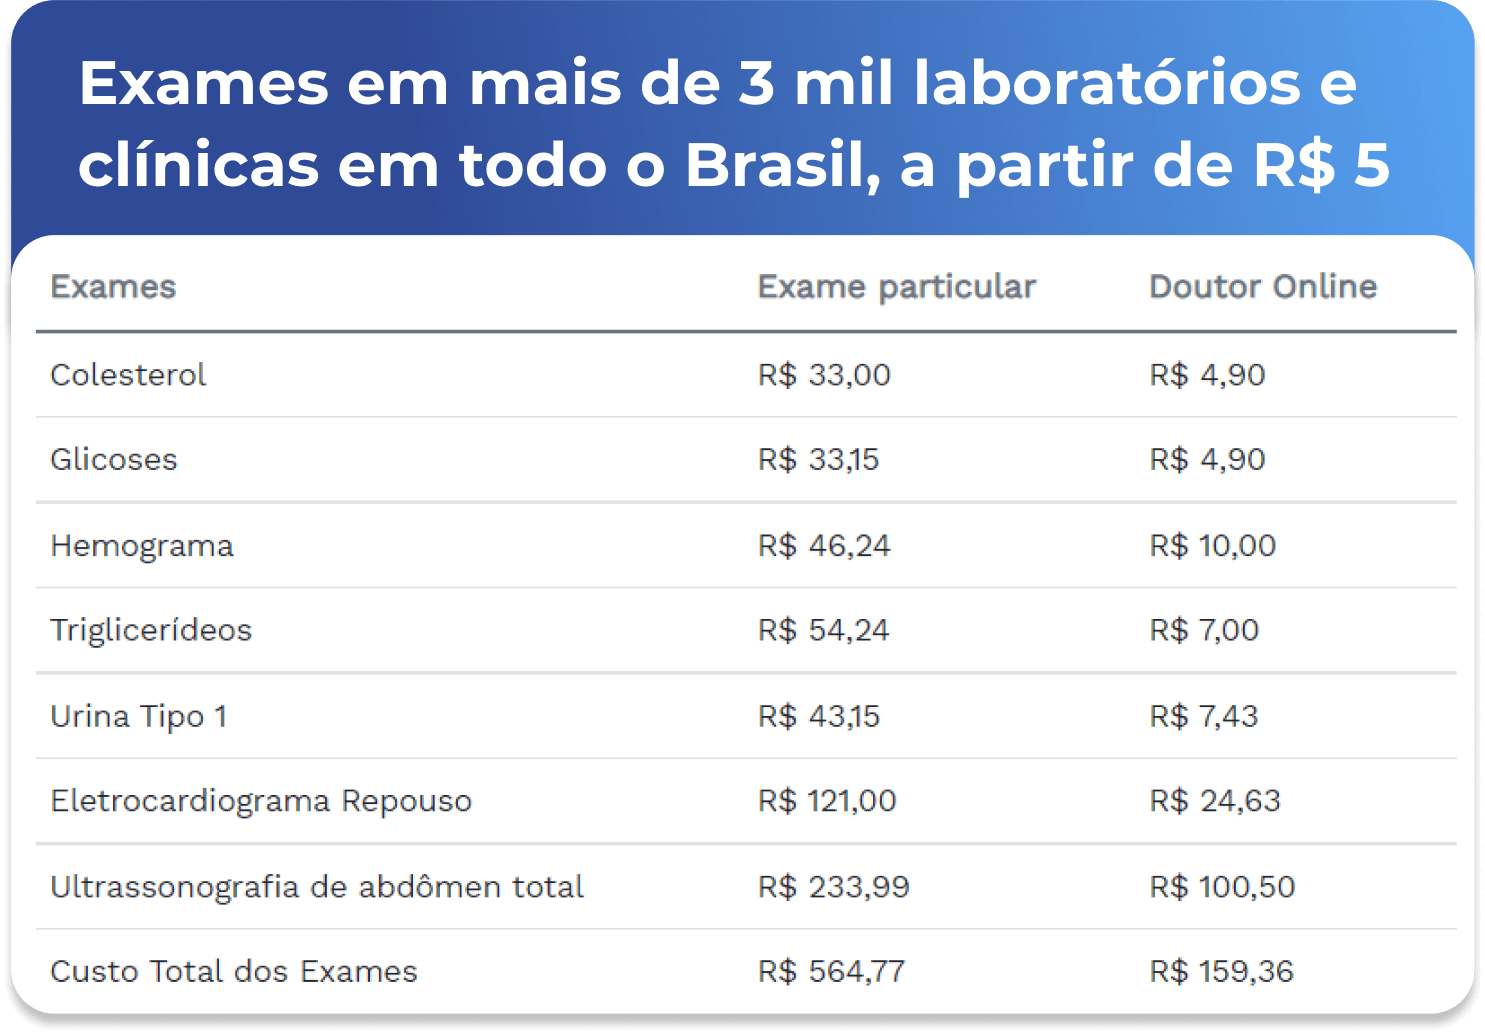 Exames em mais de 3 mil laboratórios e
clínicas em todo o Brasil, a partir de R$ 5
Exames Exame particular Doutor Online
Colesterol R$ 33,00 R$ 4,90
Glicoses R$ 33,15 R$ 4,90
Hemograma R$ 46,24 R$ 10,00
Triglicerídeos R$ 54,24 R$ 7,00
Urina Tipo 1 R$ 43,15 R$ 7,43
Eletrocardiograma Repouso R$ 121,00 R$ 24,63
Ultrassonografia de abdômen total R$ 233,99 R$ 100,50
Custo Total dos Exames R$ 564,77 R$ 159,36